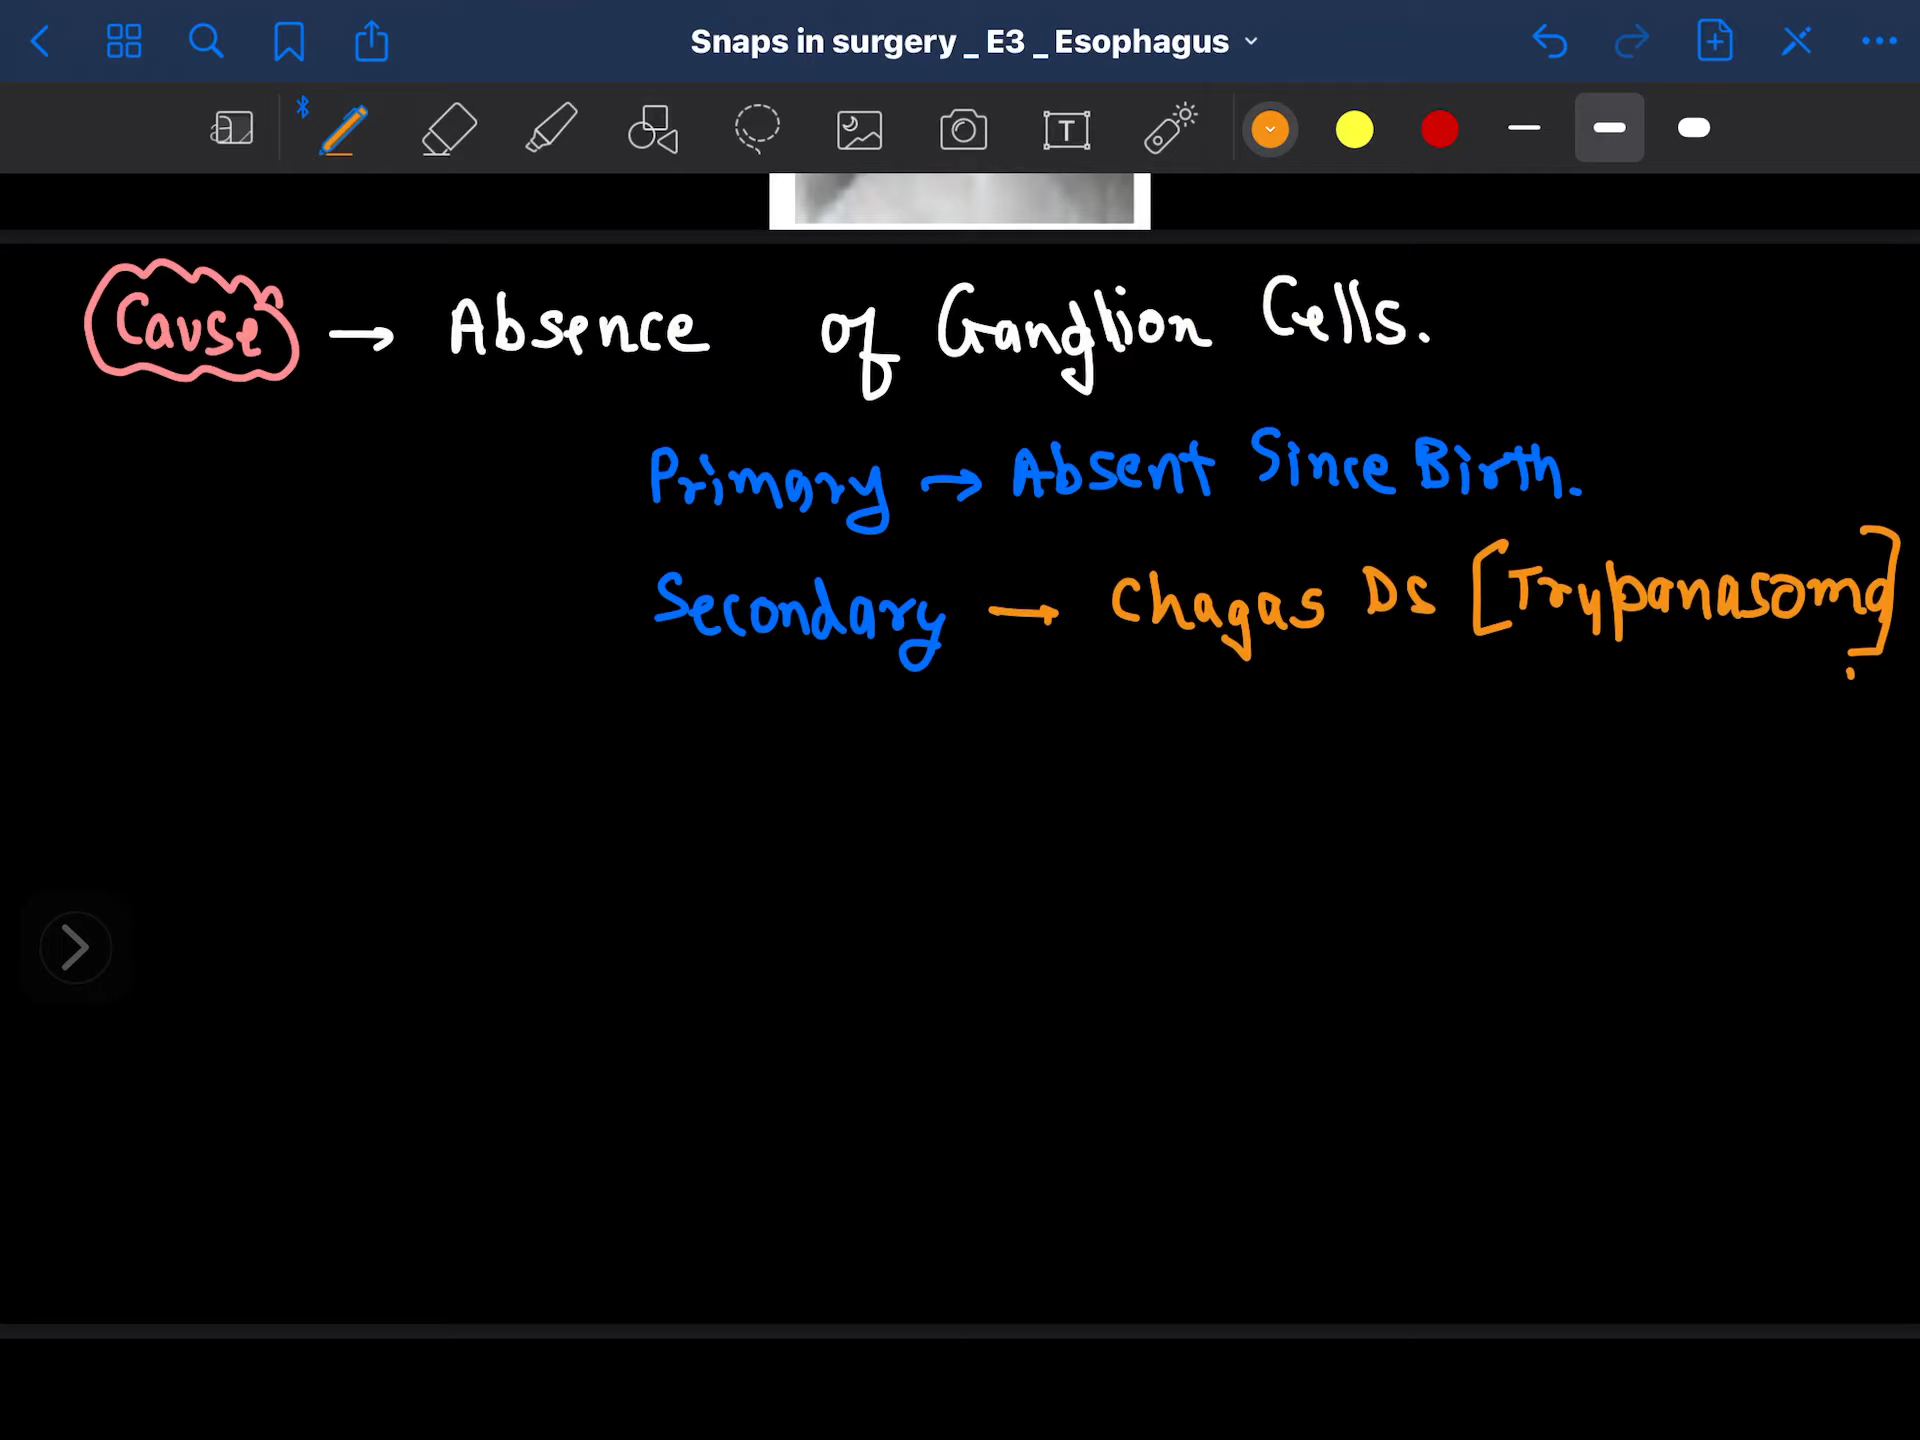 Snaps in surgery _ E3 _ Esophagus
Cause → Absence of Ganglion Cells.
Primary → Absent Since Birth.
Secondary → Chagas Ds [Trypanasoma]